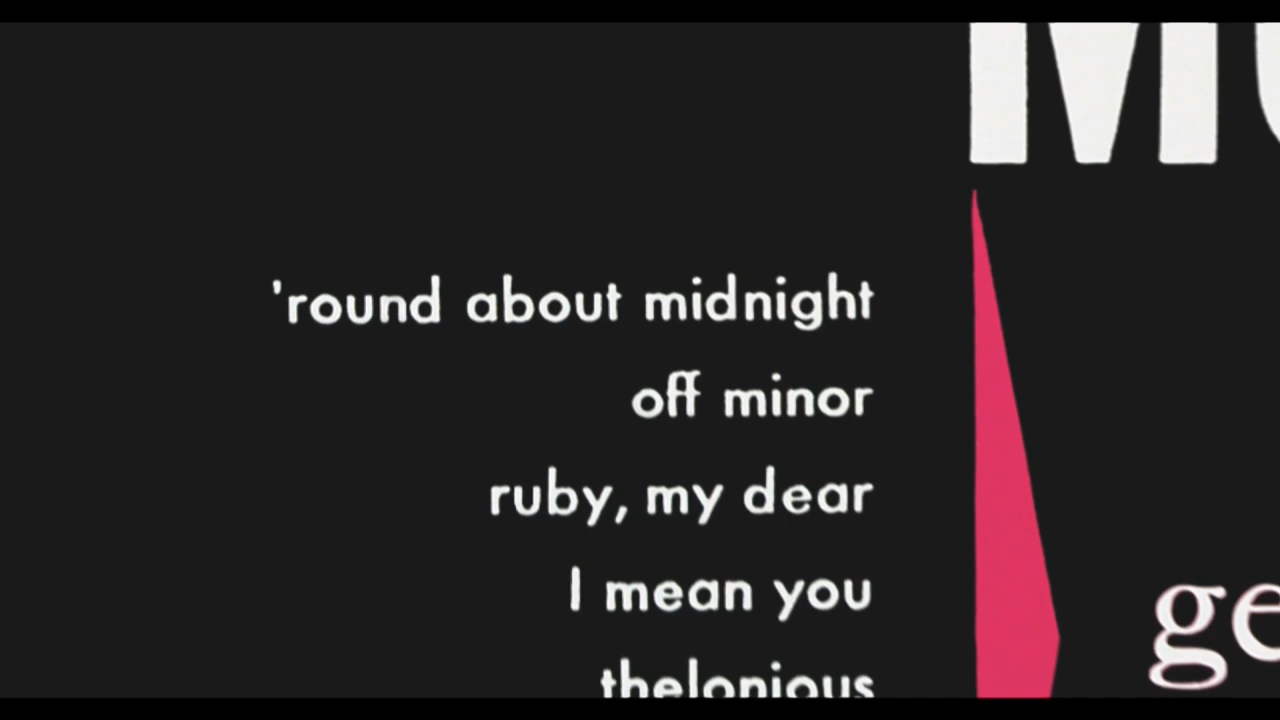 'round about midnight
off minor
ruby, my dear
I mean you
thelonious